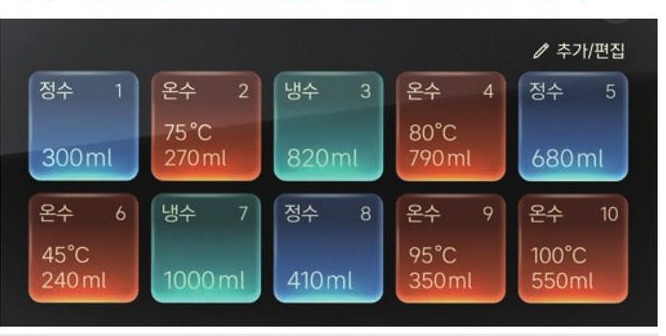 추가/편집
정수 1
300ml
온수 2
75°C
270ml
냉수 3
820ml
온수 4
80°C
790ml
정수 5
680ml
온수 6
45°C
240ml
냉수 7
1000ml
정수 8
410ml
온수 9
95°C
350ml
온수 10
100°C
550ml